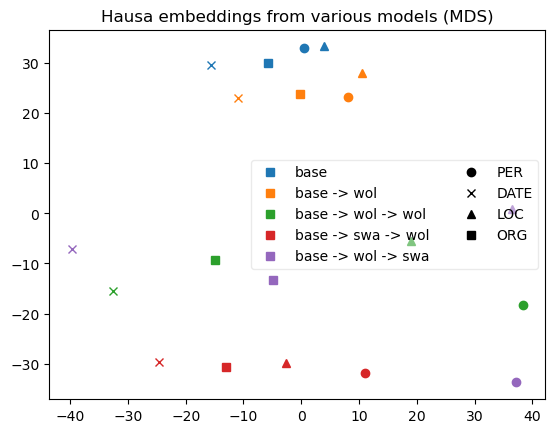 Hausa embeddings from various models (MDS)
30
20
10
0
−10
−20
−30
base
base -> wol
base -> wol -> wol
base -> swa -> wol
base -> wol -> swa
PER
DATE
LOC
ORG
−40 −30 −20 −10 0 10 20 30 40